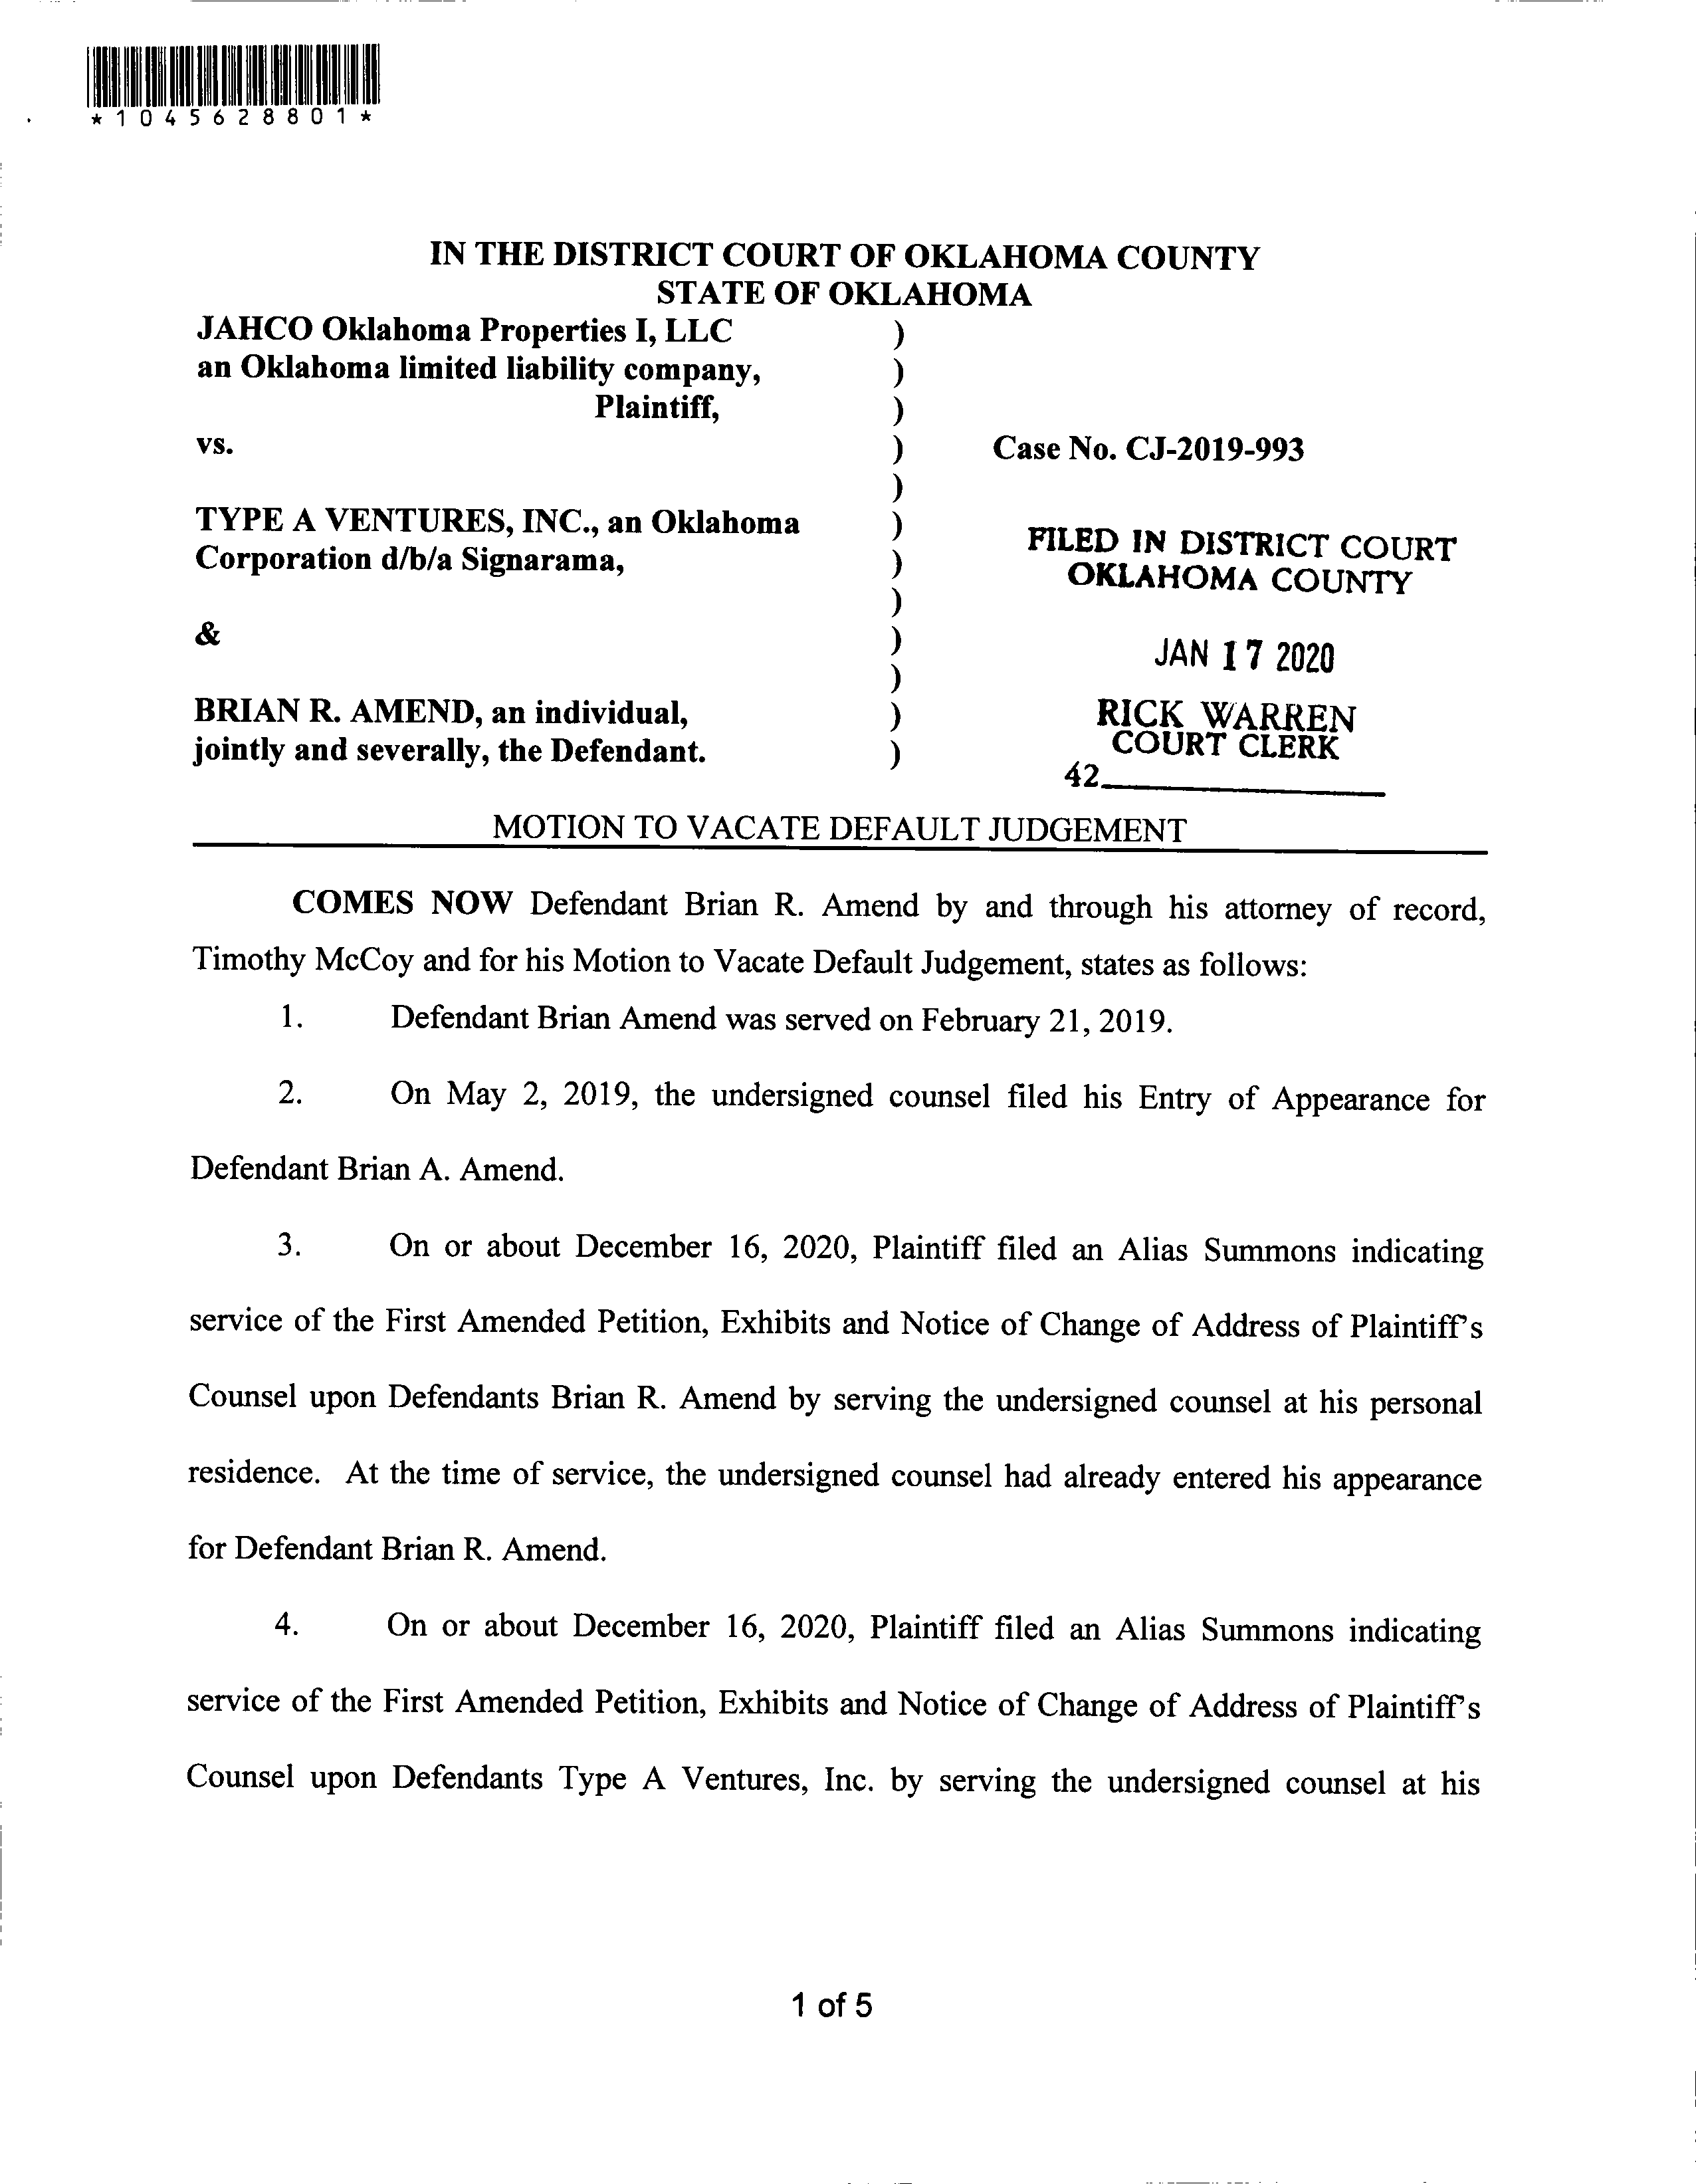 *1045628801*
IN THE DISTRICT COURT OF OKLAHOMA COUNTY
STATE OF OKLAHOMA
JAHCO Oklahoma Properties I, LLC )
an Oklahoma limited liability company, )
Plaintiff, )
vs. ) Case No. CJ-2019-993
)
TYPE A VENTURES, INC., an Oklahoma )
Corporation d/b/a Signarama, )
)
& )
)
BRIAN R. AMEND, an individual, )
jointly and severally, the Defendant. )
FILED IN DISTRICT COURT
OKLAHOMA COUNTY
JAN 17 2020
RICK WARREN
COURT CLERK
42
MOTION TO VACATE DEFAULT JUDGEMENT
COMES NOW Defendant Brian R. Amend by and through his attorney of record,
Timothy McCoy and for his Motion to Vacate Default Judgement, states as follows:
1. Defendant Brian Amend was served on February 21, 2019.
2. On May 2, 2019, the undersigned counsel filed his Entry of Appearance for
Defendant Brian A. Amend.
3. On or about December 16, 2020, Plaintiff filed an Alias Summons indicating
service of the First Amended Petition, Exhibits and Notice of Change of Address of Plaintiff's
Counsel upon Defendants Brian R. Amend by serving the undersigned counsel at his personal
residence. At the time of service, the undersigned counsel had already entered his appearance
for Defendant Brian R. Amend.
4. On or about December 16, 2020, Plaintiff filed an Alias Summons indicating
service of the First Amended Petition, Exhibits and Notice of Change of Address of Plaintiff's
Counsel upon Defendants Type A Ventures, Inc. by serving the undersigned counsel at his
1 of 5